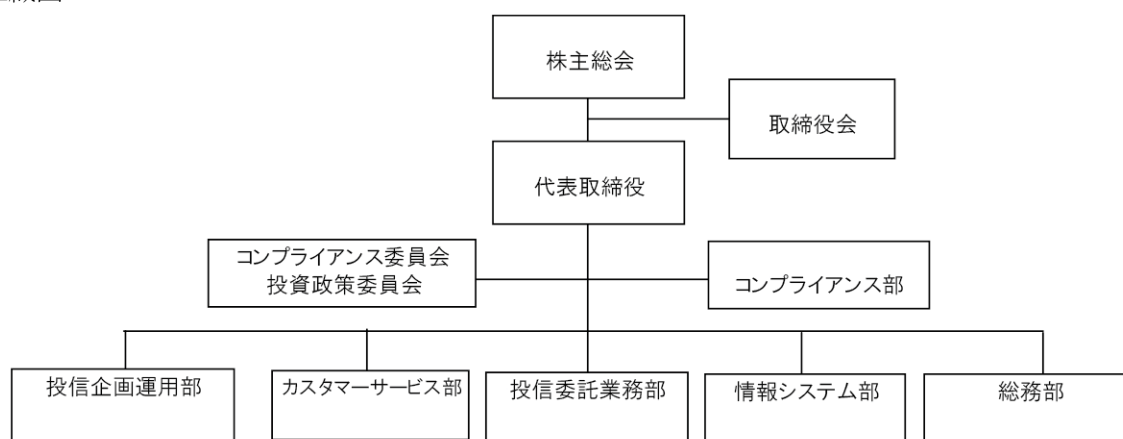 株主総会
取締役会
代表取締役
コンプライアンス委員会
投資政策委員会
コンプライアンス部
投信企画運用部
カスタマーサービス部
投信委託業務部
情報システム部
総務部